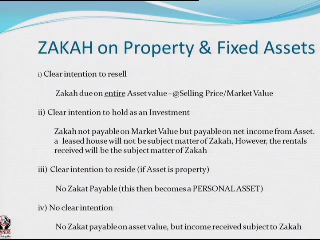 ZAKAH on Property & Fixed Assets
i) Clear intention to resell
Zakah due on entire Asset value –@Selling Price/Market Value
ii) Clear intention to hold as an Investment
Zakah not payable on Market Value but payable on net income from Asset.
a leased house will not be subject matter of Zakah, However, the rentals
received will be the subject matter of Zakah
iii) Clear intention to reside (if Asset is property)
No Zakat Payable (this then becomes a PERSONAL ASSET)
iv) No clear intention
No Zakat payable on asset value, but income received subject to Zakah